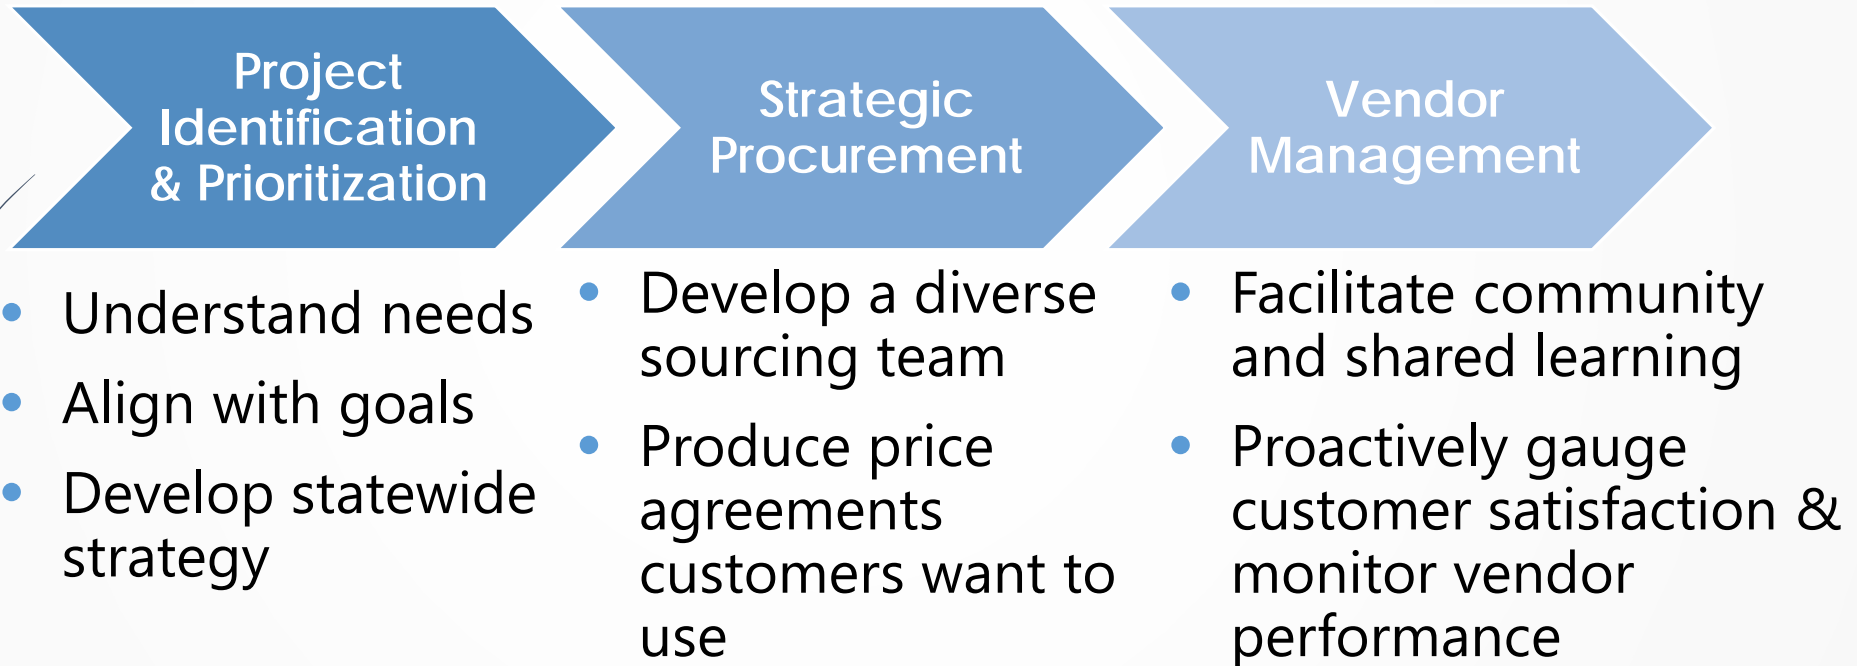 Project
Identification
& Prioritization
Strategic
Procurement
Vendor
Management
• Understand needs
• Align with goals
• Develop statewide
strategy
• Develop a diverse
sourcing team
• Produce price
agreements
customers want to
use
• Facilitate community
and shared learning
• Proactively gauge
customer satisfaction &
monitor vendor
performance